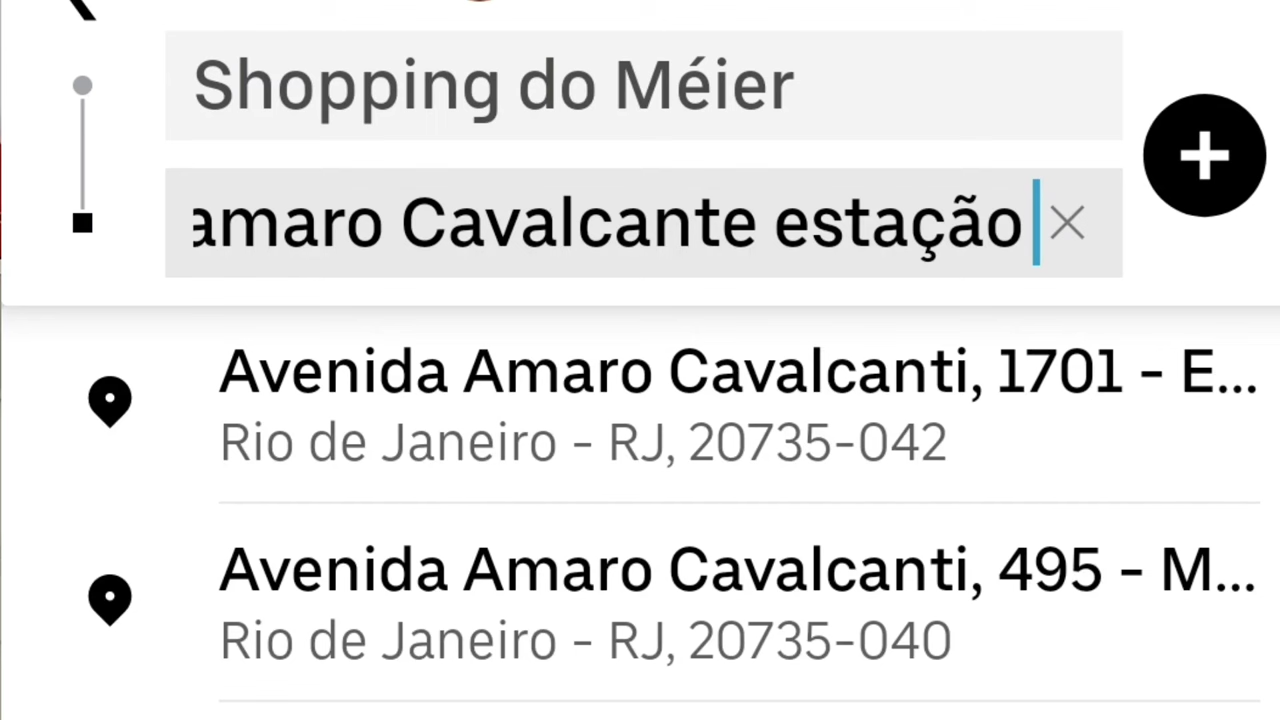 Shopping do Méier
amaro Cavalcante estação
Avenida Amaro Cavalcanti, 1701 - E...
Rio de Janeiro - RJ, 20735-042
Avenida Amaro Cavalcanti, 495 - M...
Rio de Janeiro - RJ, 20735-040